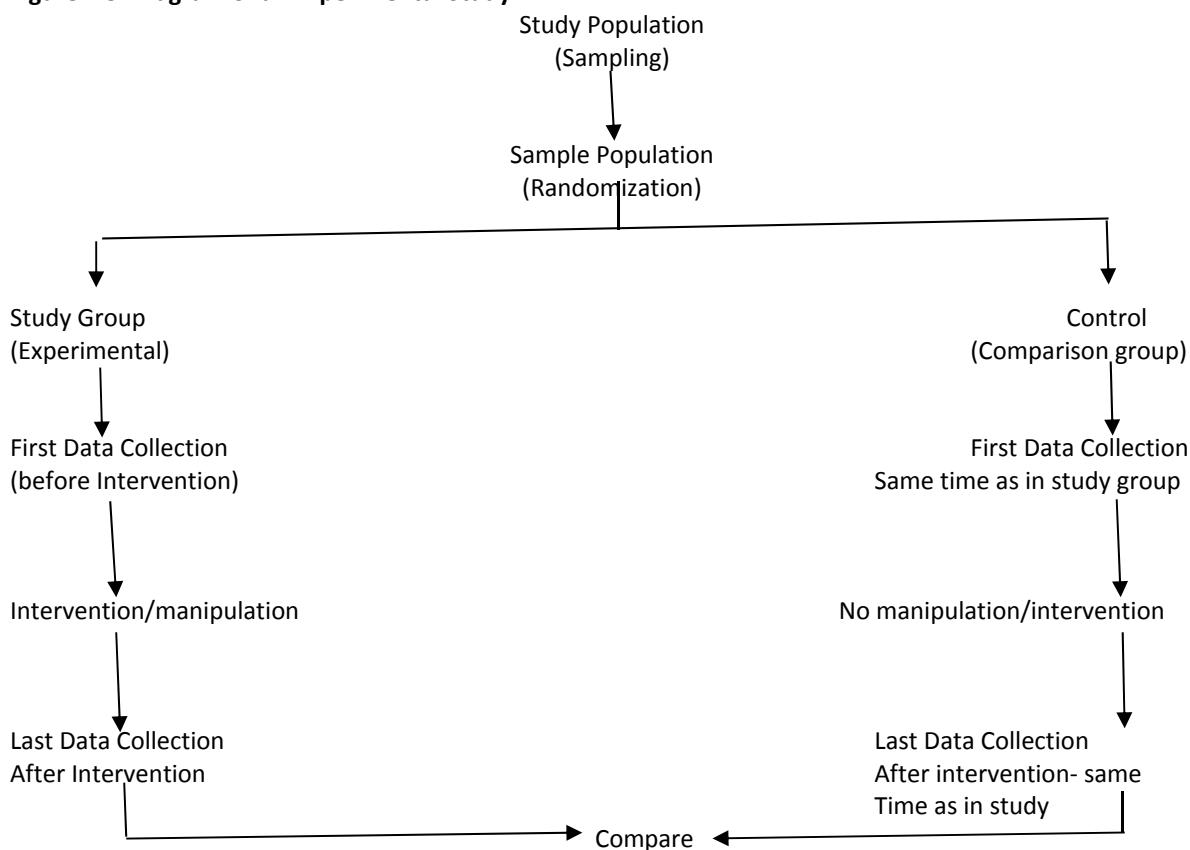 Study Population
(Sampling)
Sample Population
(Randomization)
Study Group
(Experimental)
Control
(Comparison group)
First Data Collection
(before Intervention)
First Data Collection
Same time as in study group
Intervention/manipulation
No manipulation/intervention
Last Data Collection
After Intervention
Last Data Collection
After intervention- same
Time as in study
Compare